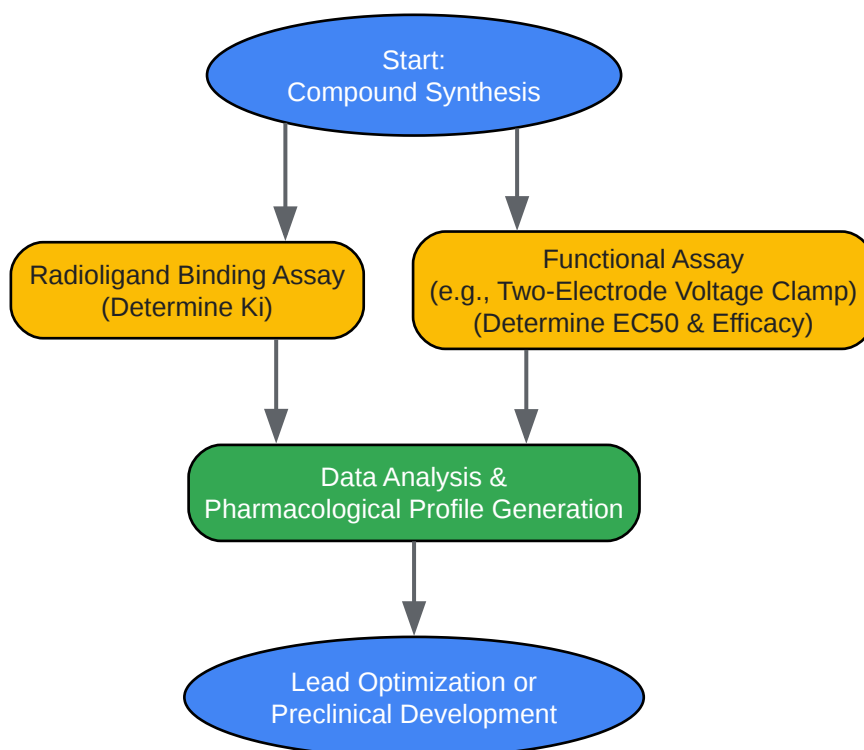 Start:
Compound Synthesis
Radioligand Binding Assay
(Determine Ki)
Functional Assay
(e.g., Two-Electrode Voltage Clamp)
(Determine EC50 & Efficacy)
Data Analysis &
Pharmacological Profile Generation
Lead Optimization or
Preclinical Development